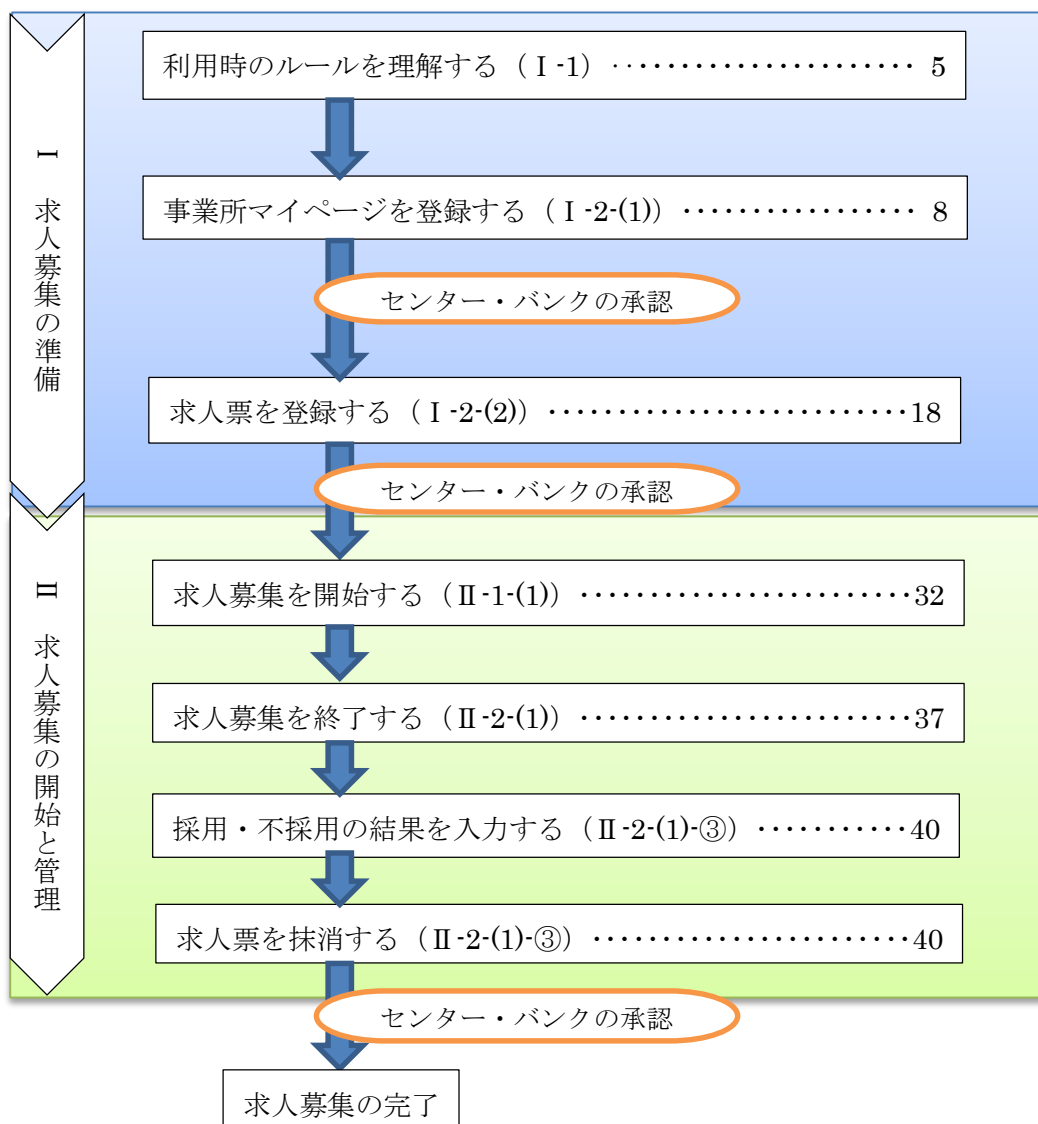 Ⅰ 求人募集の準備
利用時のルールを理解する（Ⅰ-1）‥・・・・・・・・・・・・・・・・・・・・・ 5
事業所マイページを登録する（Ⅰ-2-(1)）・・・・・・・・・・・・・・・・・ 8
センター・バンクの承認
求人票を登録する（Ⅰ-2-(2)）・・・・・・・・・・・・・・・・・・・・・・・・・・18
センター・バンクの承認
Ⅱ 求人募集の開始と管理
求人募集を開始する（Ⅱ-1-(1)）・・・・・・・・・・・・・・・・・・・・・・・・32
求人募集を終了する（Ⅱ-2-(1)）・・・・・・・・・・・・・・・・・・・・・・・・37
採用・不採用の結果を入力する（Ⅱ-2-(1)-③）・・・・・・・・・・・40
求人票を抹消する（Ⅱ-2-(1)-③）・・・・・・・・・・・・・・・・・・・・・・・40
センター・バンクの承認
求人募集の完了